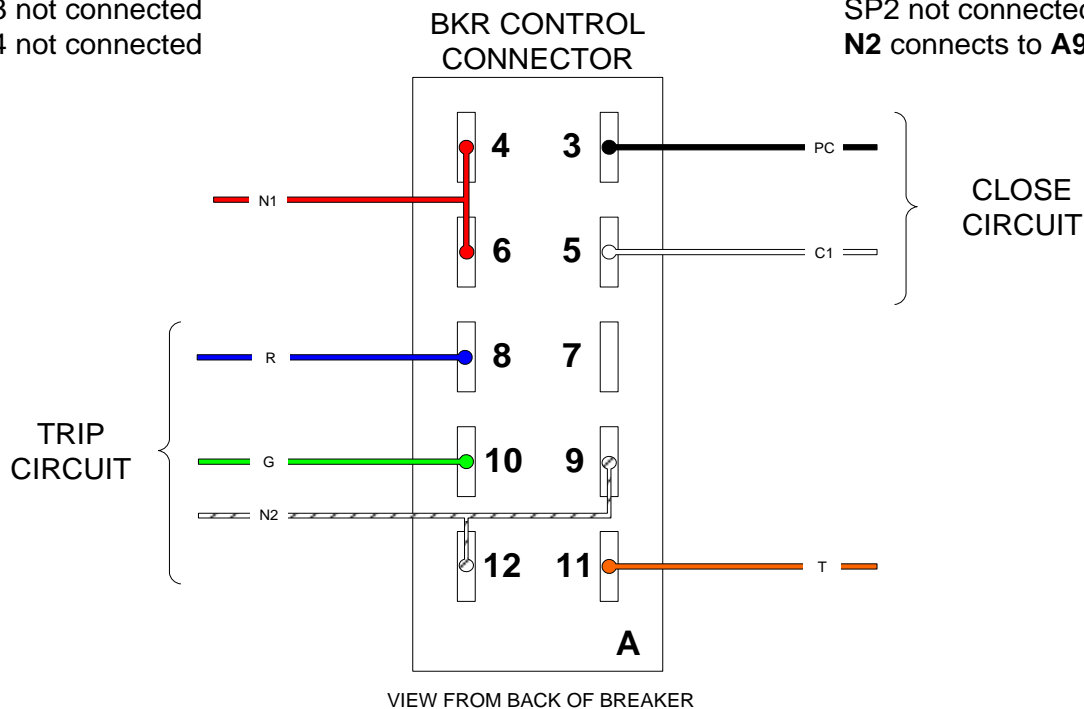 3 not connected
4 not connected
BKR CONTROL
CONNECTOR
SP2 not connected
N2 connects to A9
4 3
PC
N1
CLOSE
CIRCUIT
6 5
C1
R
8 7
TRIP
CIRCUIT
G
10 9
N2
12 11
T
A
VIEW FROM BACK OF BREAKER